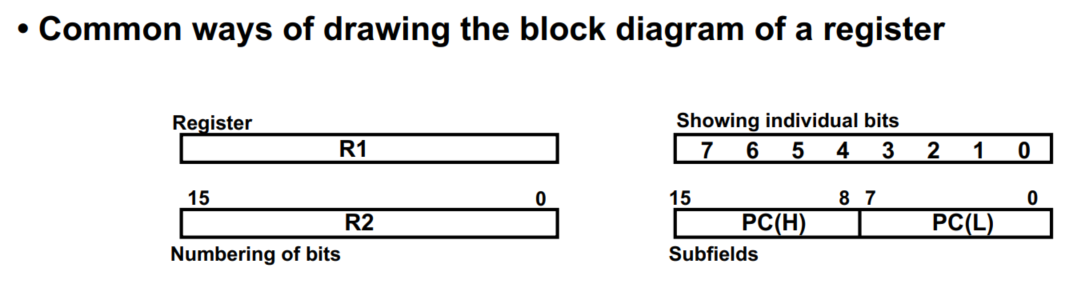 • Common ways of drawing the block diagram of a register
Register
R1
15 0
R2
Numbering of bits
Showing individual bits
7 6 5 4 3 2 1 0
15 8 7 0
PC(H) PC(L)
Subfields